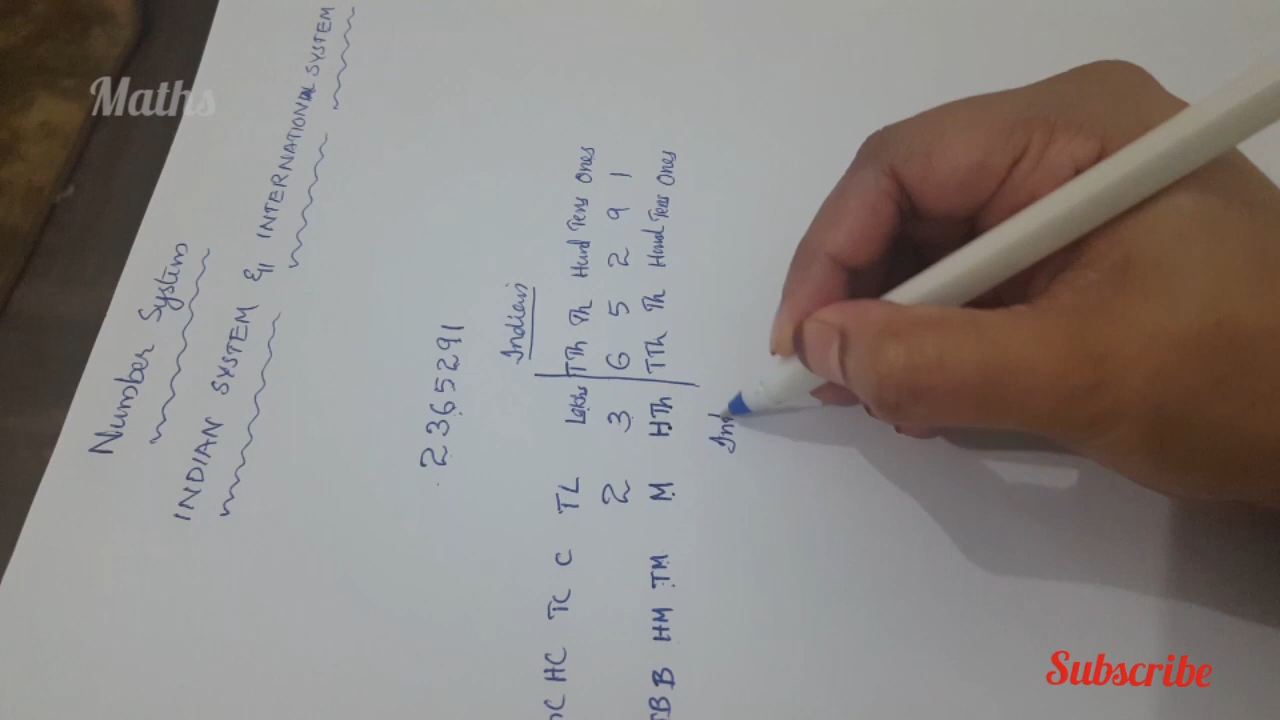 Maths
Number System
INDIAN SYSTEM & INTERNATIONAL SYSTEM
2365291
Indian
HC TC C TL Lakhs TTh Th Hund Tens Ones
2 3 6 5 2 9 1
B HM TM M HTh TTh Th Hund Tens Ones
Ind
Subscribe